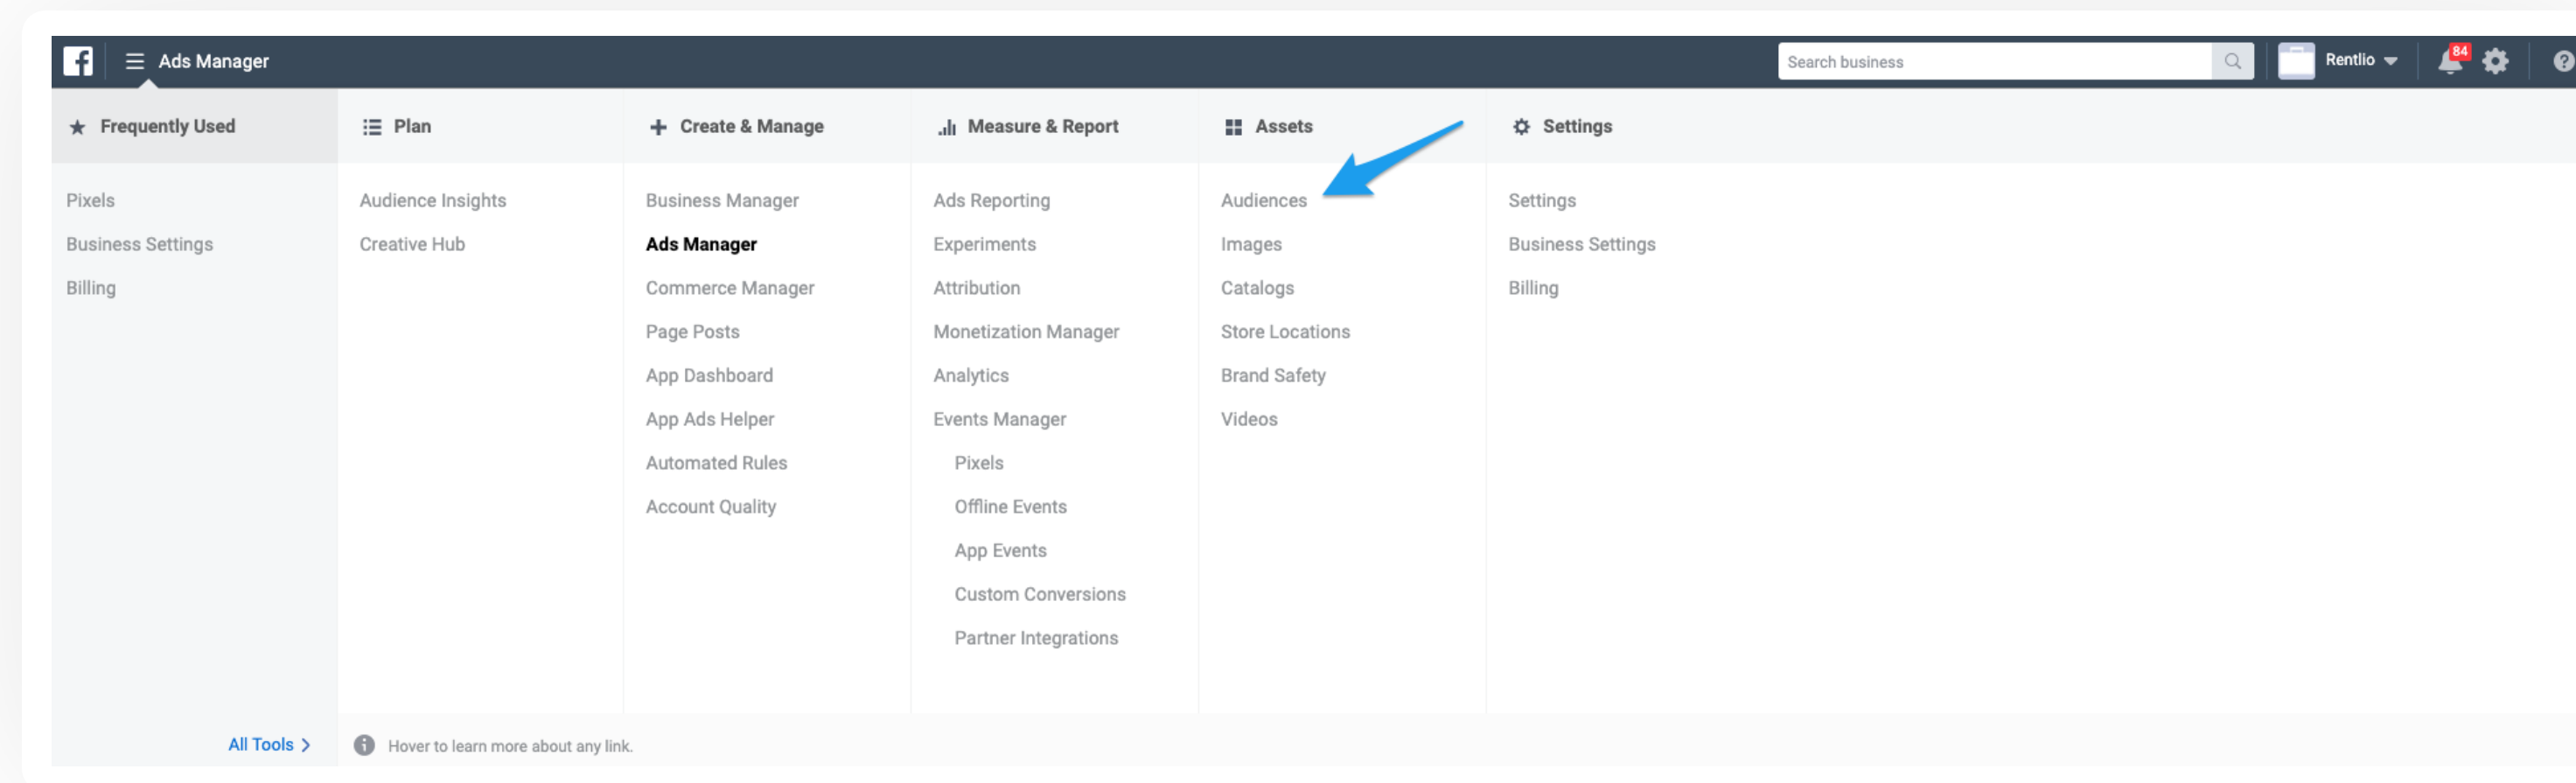 Ads Manager
Search business
Rentlio
84
Frequently Used
Pixels
Business Settings
Billing
All Tools
Plan
Audience Insights
Creative Hub
Create & Manage
Business Manager
Ads Manager
Commerce Manager
Page Posts
App Dashboard
App Ads Helper
Automated Rules
Account Quality
Measure & Report
Ads Reporting
Experiments
Attribution
Monetization Manager
Analytics
Events Manager
Pixels
Offline Events
App Events
Custom Conversions
Partner Integrations
Assets
Audiences
Images
Catalogs
Store Locations
Brand Safety
Videos
Settings
Settings
Business Settings
Billing
Hover to learn more about any link.